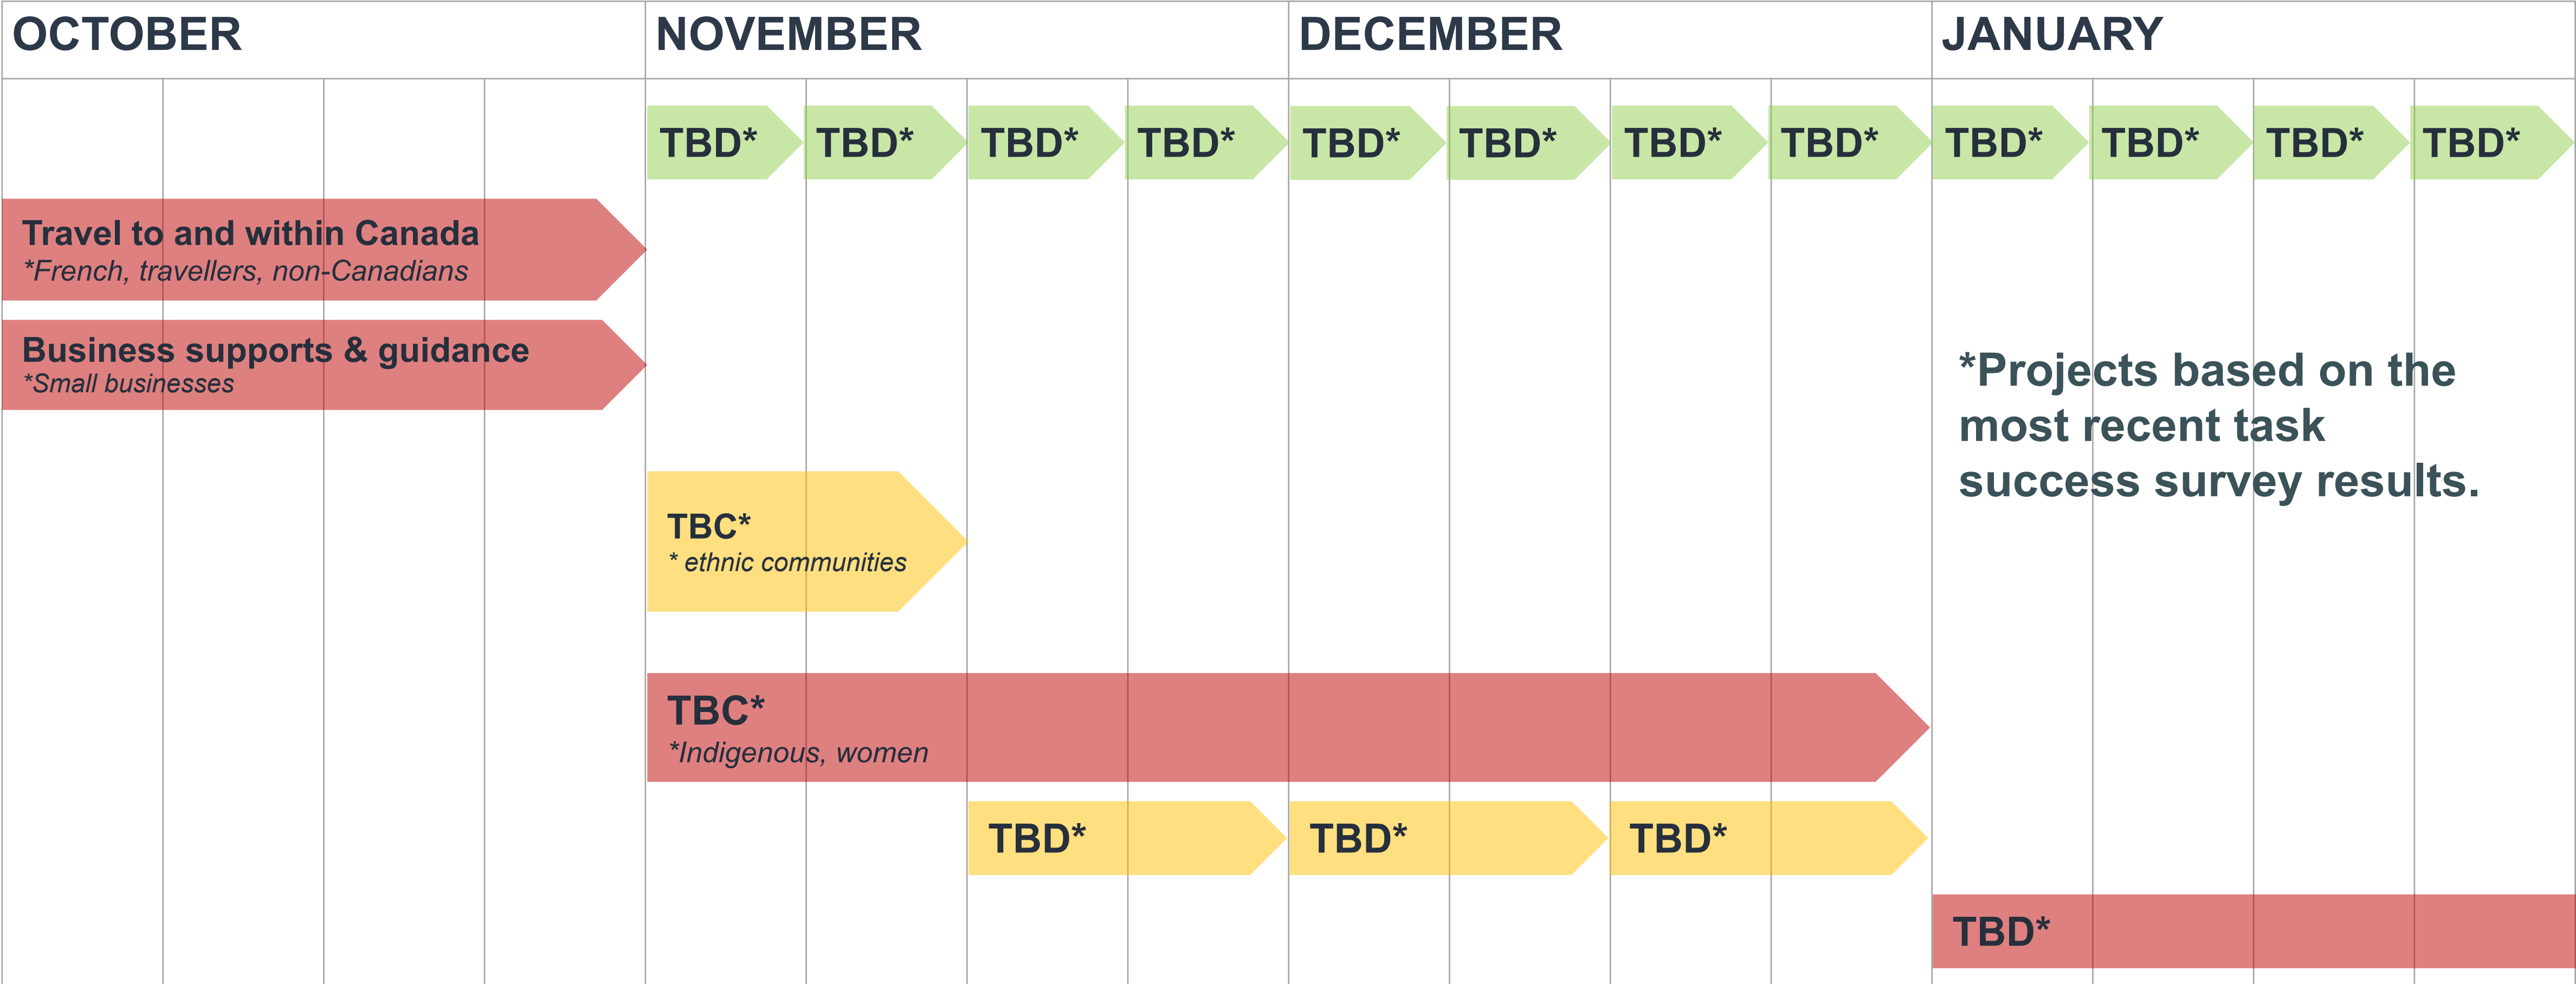 OCTOBER
NOVEMBER
DECEMBER
JANUARY
TBD*
TBD*
TBD*
TBD*
TBD*
TBD*
TBD*
TBD*
TBD*
TBD*
TBD*
TBD*
Travel to and within Canada
*French, travellers, non-Canadians
Business supports & guidance
*Small businesses
*Projects based on the
most recent task
success survey results.
TBC*
* ethnic communities
TBC*
*Indigenous, women
TBD*
TBD*
TBD*
TBD*